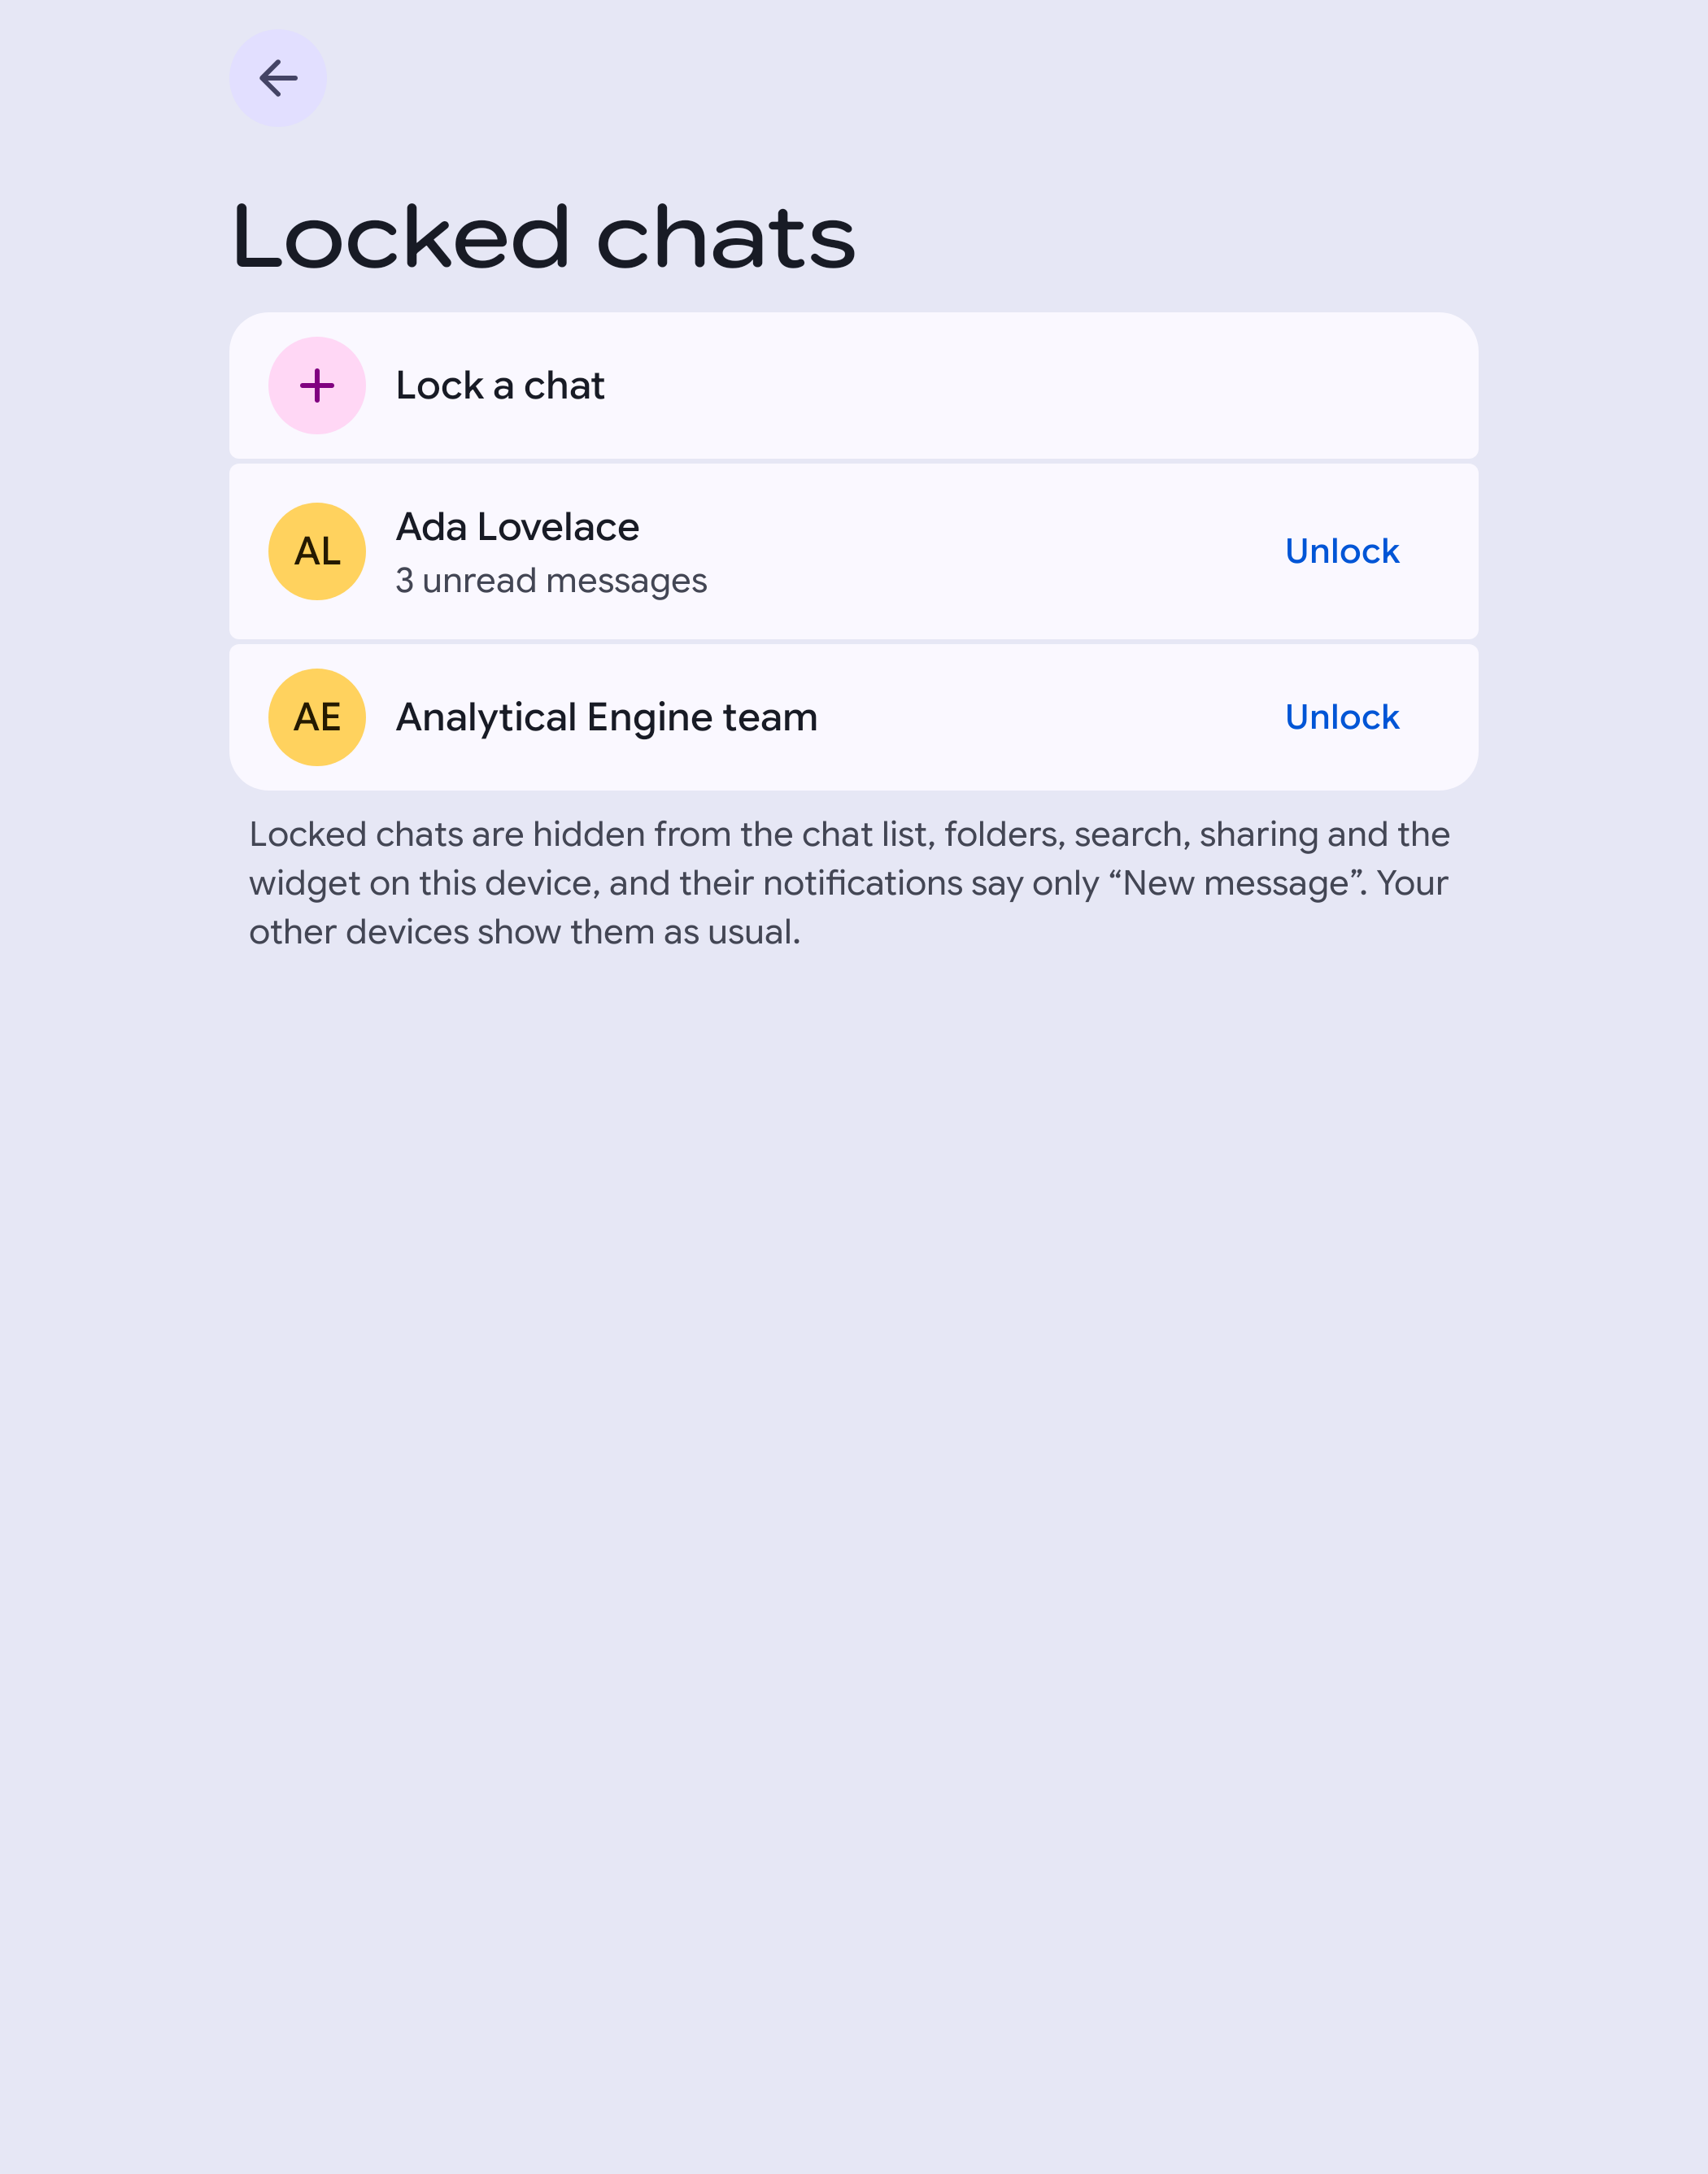 Locked chats
Lock a chat
AL
Ada Lovelace
3 unread messages
Unlock
AE
Analytical Engine team
Unlock
Locked chats are hidden from the chat list, folders, search, sharing and the
widget on this device, and their notifications say only “New message”. Your
other devices show them as usual.